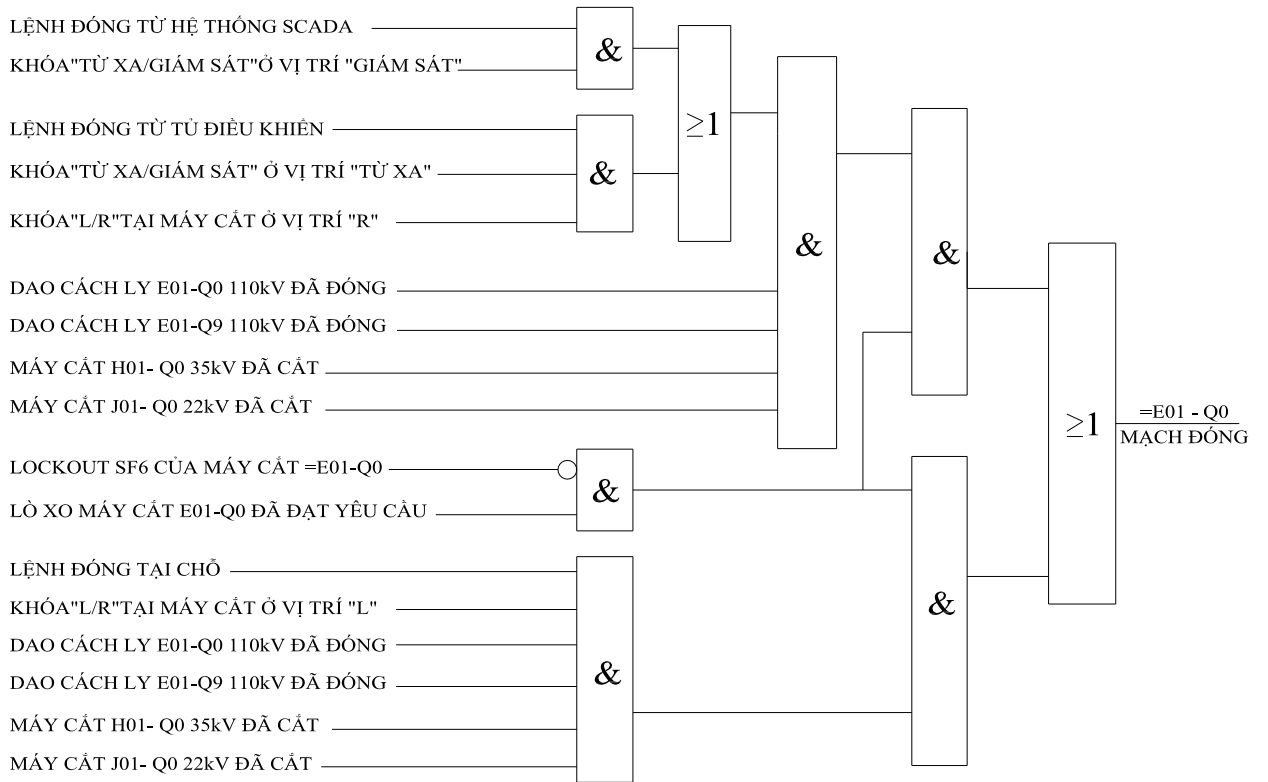 LỆNH ĐÓNG TỪ HỆ THỐNG SCADA
KHÓA"TỪ XA/GIÁM SÁT"Ở VỊ TRÍ "GIÁM SÁT"
&
LỆNH ĐÓNG TỪ TỦ ĐIỀU KHIỂN
KHÓA"TỪ XA/GIÁM SÁT" Ở VỊ TRÍ "TỪ XA"
KHÓA"L/R"TẠI MÁY CẮT Ở VỊ TRÍ "R"
&
≥1
DAO CÁCH LY E01-Q0 110kV ĐÃ ĐÓNG
DAO CÁCH LY E01-Q9 110kV ĐÃ ĐÓNG
MÁY CẮT H01- Q0 35kV ĐÃ CẮT
MÁY CẮT J01- Q0 22kV ĐÃ CẮT
&
&
LOCKOUT SF6 CỦA MÁY CẮT =E01-Q0
LÒ XO MÁY CẮT E01-Q0 ĐÃ ĐẠT YÊU CẦU
&
≥1
=E01 - Q0
MẠCH ĐÓNG
LỆNH ĐÓNG TẠI CHỖ
KHÓA"L/R"TẠI MÁY CẮT Ở VỊ TRÍ "L"
DAO CÁCH LY E01-Q0 110kV ĐÃ ĐÓNG
DAO CÁCH LY E01-Q9 110kV ĐÃ ĐÓNG
MÁY CẮT H01- Q0 35kV ĐÃ CẮT
MÁY CẮT J01- Q0 22kV ĐÃ CẮT
&
&